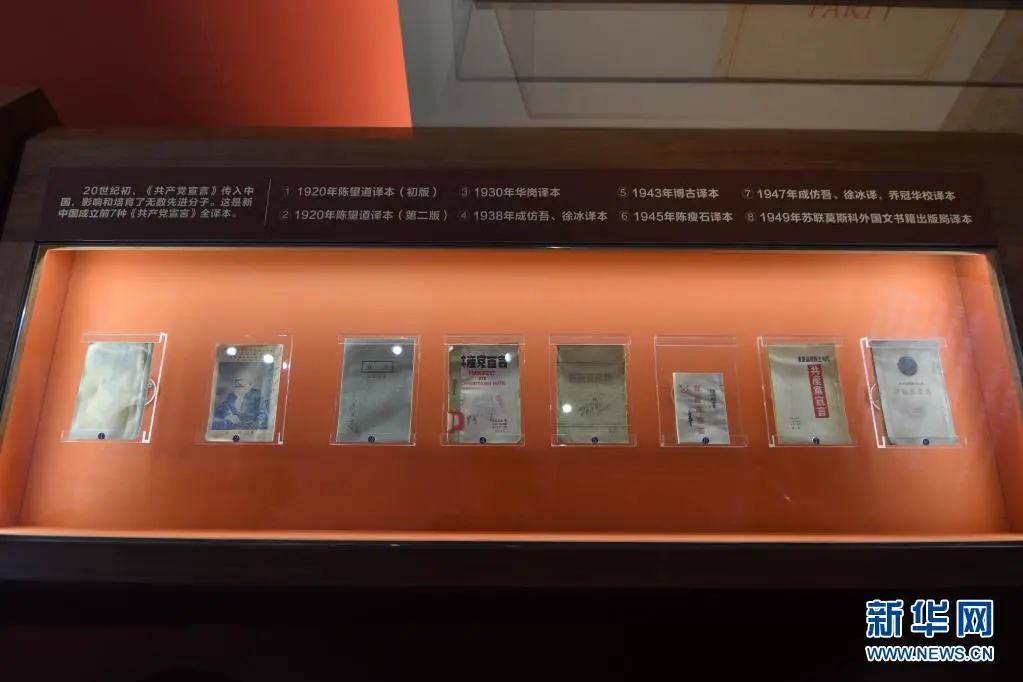 PARTY
20世纪初，《共产党宣言》传入中
国，影响和培育了无数先进分子。这是新
中国成立前7种《共产党宣言》全译本。
① 1920年陈望道译本（初版）
② 1920年陈望道译本（第二版）
③ 1930年华岗译本
④ 1938年成仿吾、徐冰译本
⑤ 1943年博古译本
⑥ 1945年陈瘦石译本
⑦ 1947年成仿吾、徐冰译，乔冠华校译本
⑧ 1949年苏联莫斯科外国文书籍出版局译本
共產党宣言
MANIFEST
共產黨宣言
新华网
WWW.NEWS.CN